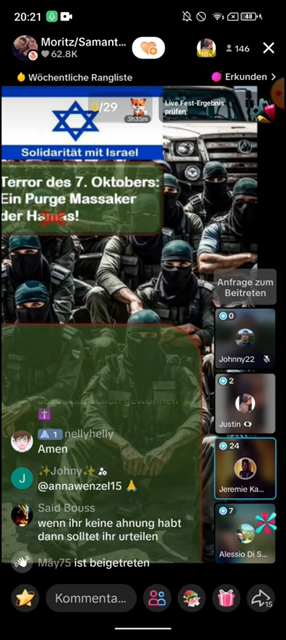 20:21
Moritz/Samant...
62.8K
146
Wöchentliche Rangliste
Erkunden >
/29
3h35m
Live Fest-Ergebnis
prüfen:
Solidarität mit Israel
Terror des 7. Oktobers:
Ein Purge Massaker
der Hamas!
Anfrage zum
Beitreten
0
Johnny22
2
Justin
24
Jeremie Ka...
7
Alessio Di S...
1 nellyhelly
Amen
J
Johny
@annawenzel15 🙏
Said Bouss
wenn ihr keine ahnung habt
dann solltet ihr urteilen
Mäy75 ist beigetreten
Kommenta...
15